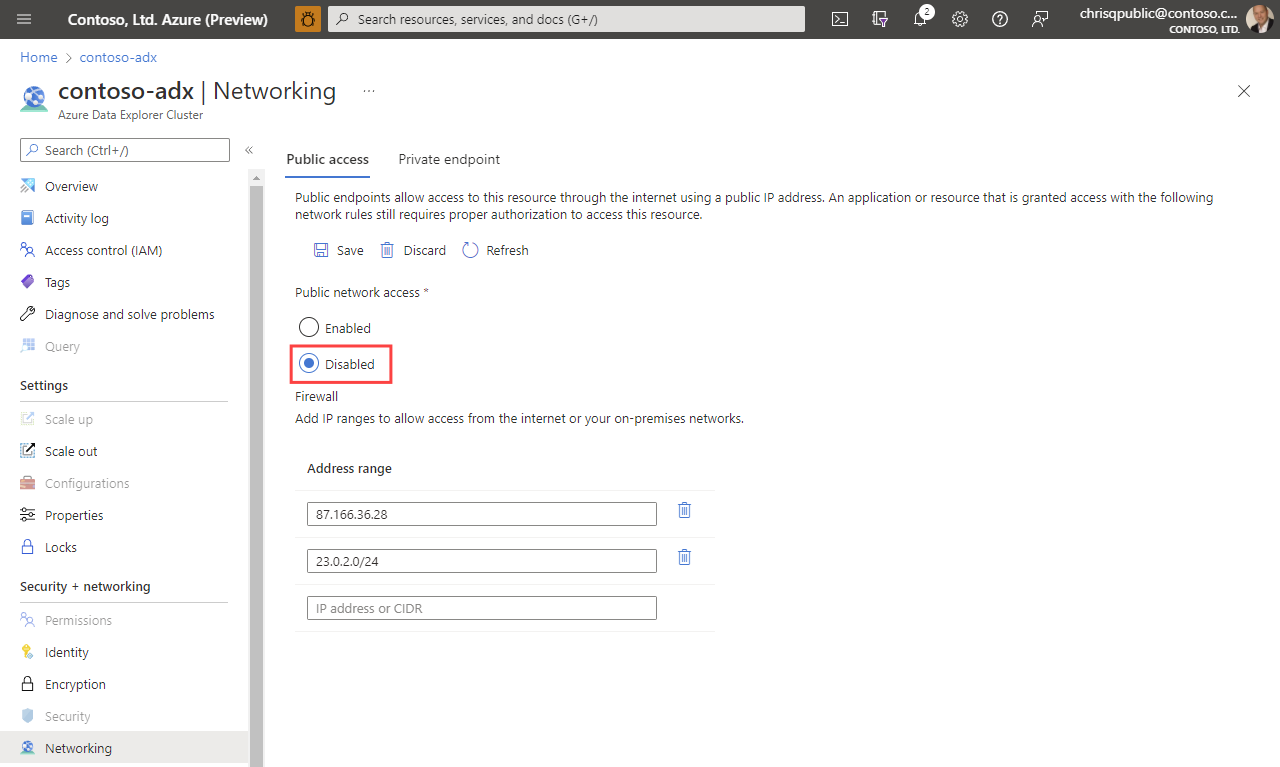 Contoso, Ltd. Azure (Preview)
Search resources, services, and docs (G+/)
2
chrisqpublic@contoso.c...
CONTOSO, LTD.
Home > contoso-adx
contoso-adx | Networking ...
Azure Data Explorer Cluster
Search (Ctrl+/)
«
Overview
Activity log
Access control (IAM)
Tags
Diagnose and solve problems
Query
Settings
Scale up
Scale out
Configurations
Properties
Locks
Security + networking
Permissions
Identity
Encryption
Security
Networking
Public access Private endpoint
Public endpoints allow access to this resource through the internet using a public IP address. An application or resource that is granted access with the following
network rules still requires proper authorization to access this resource.
Save Discard Refresh
Public network access *
Enabled
Disabled
Firewall
Add IP ranges to allow access from the internet or your on-premises networks.
Address range
87.166.36.28
23.0.2.0/24
IP address or CIDR